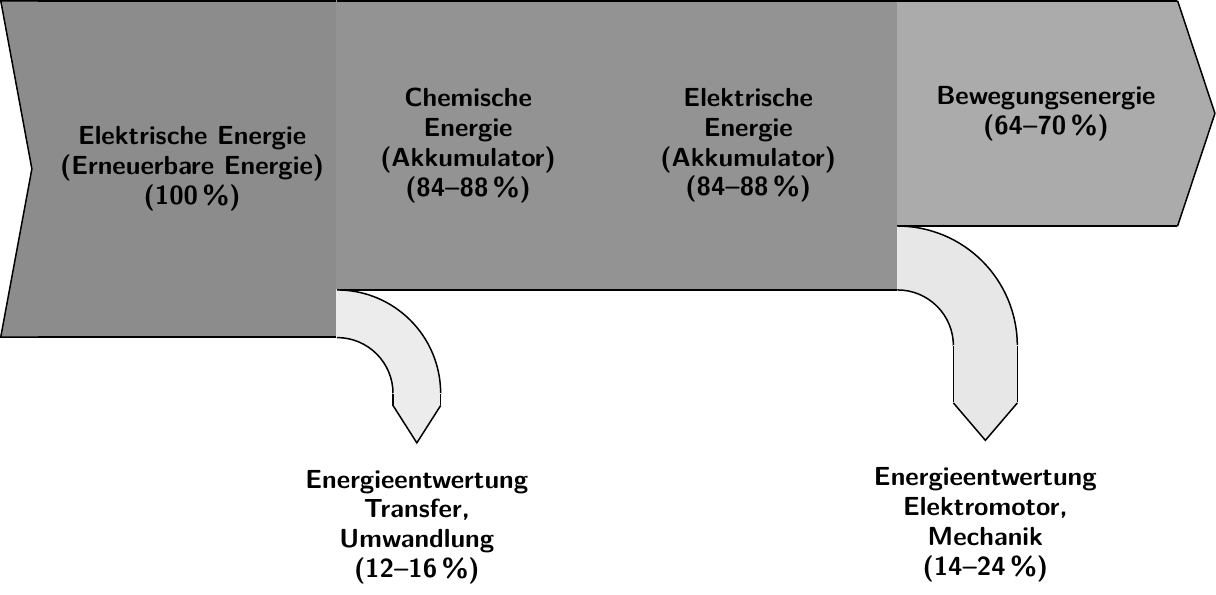 Elektrische Energie
(Erneuerbare Energie)
(100 %)
Chemische
Energie
(Akkumulator)
(84–88 %)
Elektrische
Energie
(Akkumulator)
(84–88 %)
Bewegungsenergie
(64–70 %)
Energieentwertung
Transfer,
Umwandlung
(12–16 %)
Energieentwertung
Elektromotor,
Mechanik
(14–24 %)